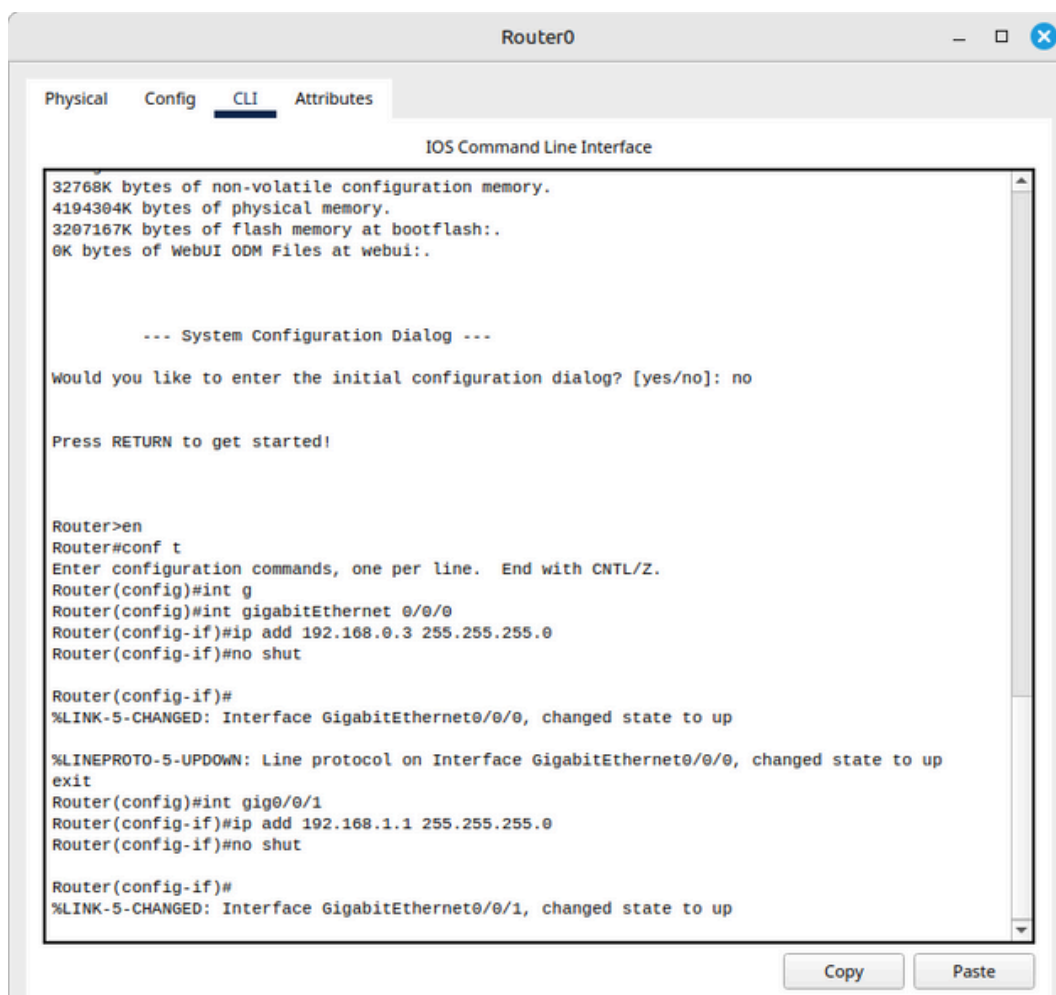 Router0
Physical Config CLI Attributes
IOS Command Line Interface
32768K bytes of non-volatile configuration memory.
4194304K bytes of physical memory.
3207167K bytes of flash memory at bootflash:.
0K bytes of WebUI ODM Files at webui:.
--- System Configuration Dialog ---
Would you like to enter the initial configuration dialog? [yes/no]: no
Press RETURN to get started!
Router>en
Router#conf t
Enter configuration commands, one per line.  End with CNTL/Z.
Router(config)#int g
Router(config)#int gigabitEthernet 0/0/0
Router(config-if)#ip add 192.168.0.3 255.255.255.0
Router(config-if)#no shut
Router(config-if)#
%LINK-5-CHANGED: Interface GigabitEthernet0/0/0, changed state to up
%LINEPROTO-5-UPDOWN: Line protocol on Interface GigabitEthernet0/0/0, changed state to up
exit
Router(config)#int gig0/0/1
Router(config-if)#ip add 192.168.1.1 255.255.255.0
Router(config-if)#no shut
Router(config-if)#
%LINK-5-CHANGED: Interface GigabitEthernet0/0/1, changed state to up
Copy Paste